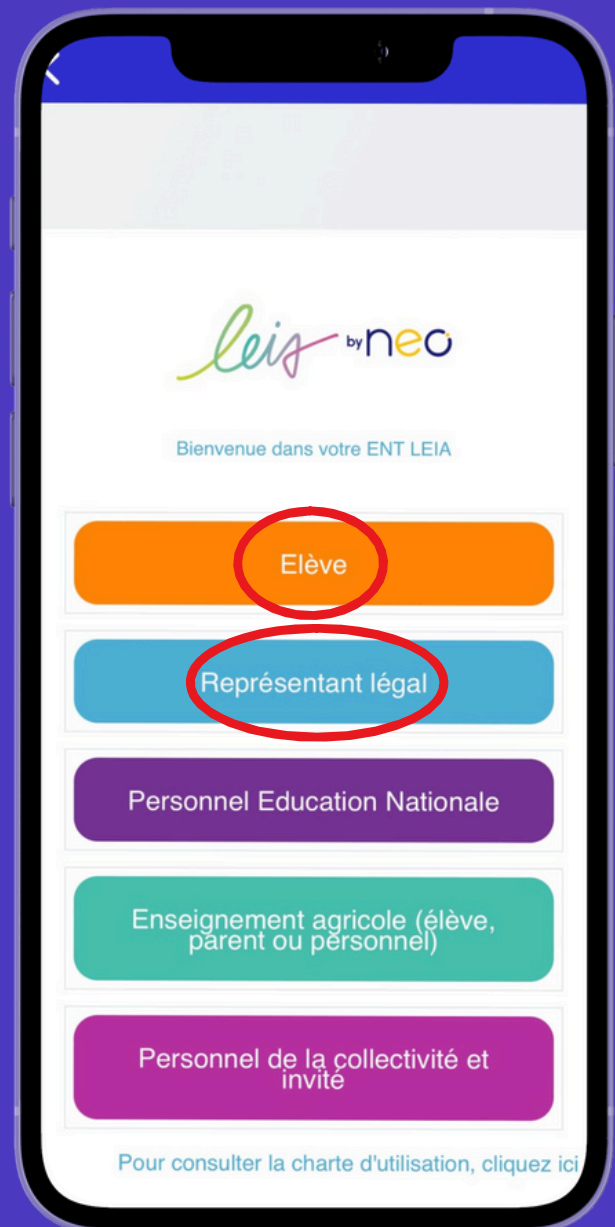 leia by neo
Bienvenue dans votre ENT LEIA
Elève
Représentant légal
Personnel Education Nationale
Enseignement agricole (élève,
parent ou personnel)
Personnel de la collectivité et
invité
Pour consulter la charte d'utilisation, cliquez ici